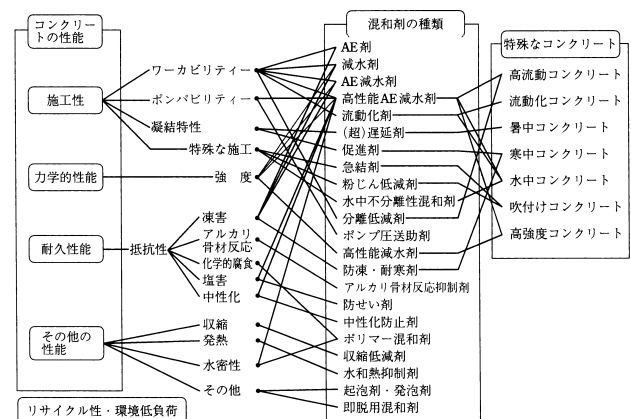 コンクリー
トの性能
施工性
力学的性能
耐久性能
その他の
性能
リサイクル性・環境低負荷
抵抗性
ワーカビリティー
ポンパビリティー
凝結特性
特殊な施工
強 度
凍害
アルカリ
骨材反応
化学的腐食
塩害
中性化
収縮
発熱
水密性
その他
混和剤の種類
AE剤
減水剤
AE減水剤
高性能AE減水剤
流動化剤
(超)遅延剤
促進剤
急結剤
粉じん低減剤
水中不分離性混和剤
分離低減剤
ポンプ圧送助剤
高性能減水剤
防凍・耐寒剤
アルカリ骨材反応抑制剤
防せい剤
中性化防止剤
ポリマー混和剤
収縮低減剤
水和熱抑制剤
起泡剤・発泡剤
即脱用混和剤
特殊なコンクリート
高流動コンクリート
流動化コンクリート
暑中コンクリート
寒中コンクリート
水中コンクリート
吹付けコンクリート
高強度コンクリート